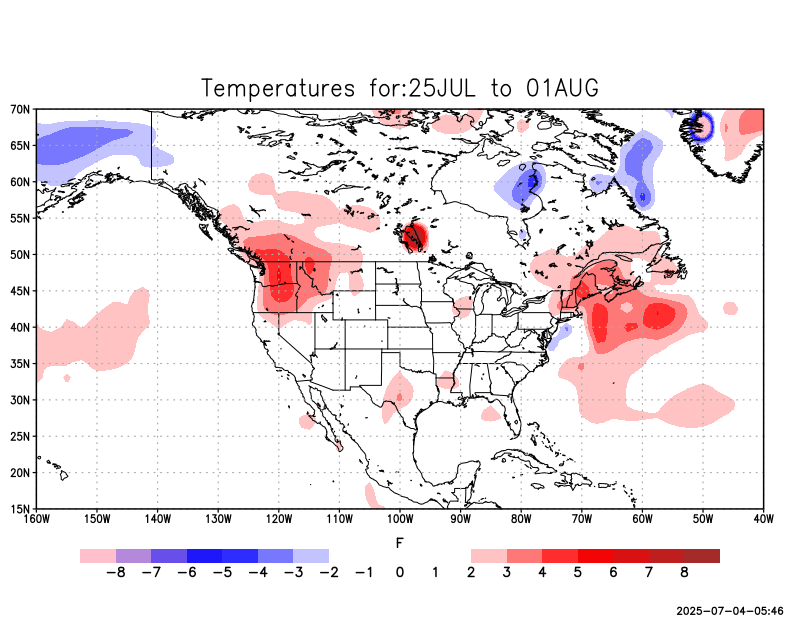 Temperatures for:25JUL to 01AUG
70N
65N
60N
55N
50N
45N
40N
35N
30N
25N
20N
15N
160W 150W 140W 130W 120W 110W 100W 90W 80W 70W 60W 50W 40W
F
−8 −7 −6 −5 −4 −3 −2 −1 0 1 2 3 4 5 6 7 8
2025-07-04-05:46